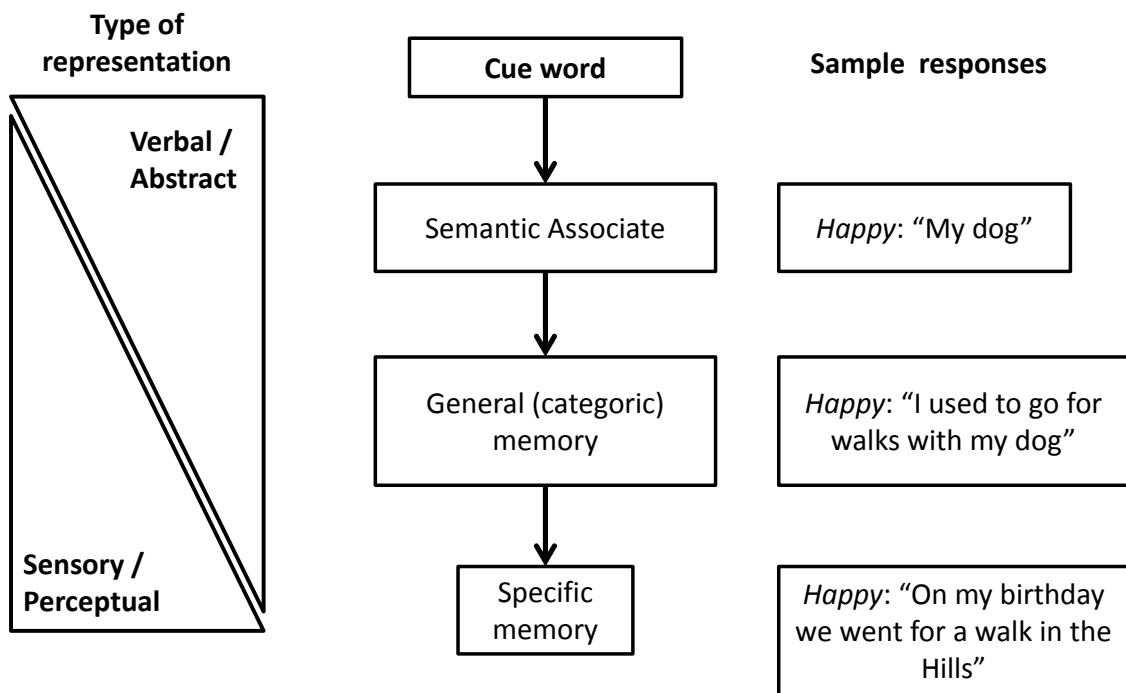 Type of
representation
Cue word
Sample responses
Verbal /
Abstract
Semantic Associate
Happy: “My dog”
General (categoric)
memory
Happy: “I used to go for
walks with my dog”
Sensory /
Perceptual
Specific
memory
Happy: “On my birthday
we went for a walk in the
Hills”